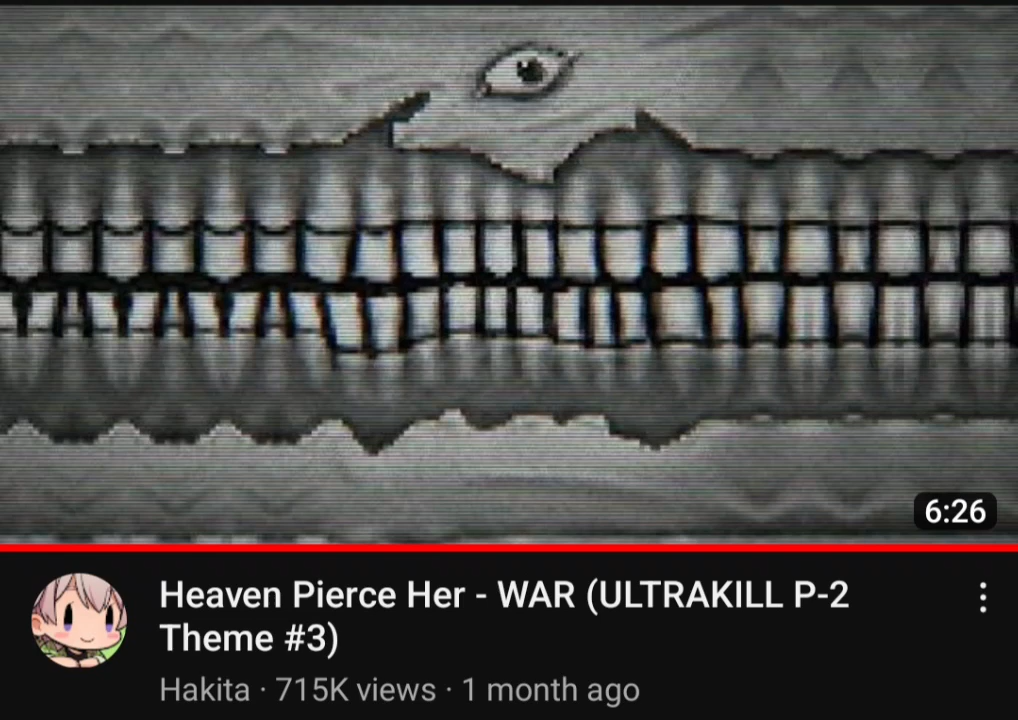 6:26
Heaven Pierce Her - WAR (ULTRAKILL P-2
Theme #3)
Hakita · 715K views · 1 month ago